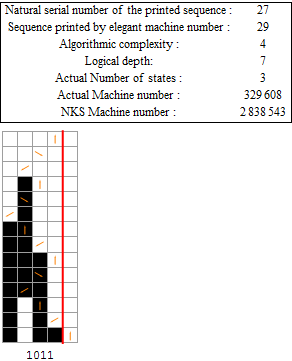 Natural serial number of the printed sequence : 27
Sequence printed by elegant machine number : 29
Algorithmic complexity : 4
Logical depth: 7
Actual Number of states : 3
Actual Machine number : 329 608
NKS Machine number : 2 838 543
1011